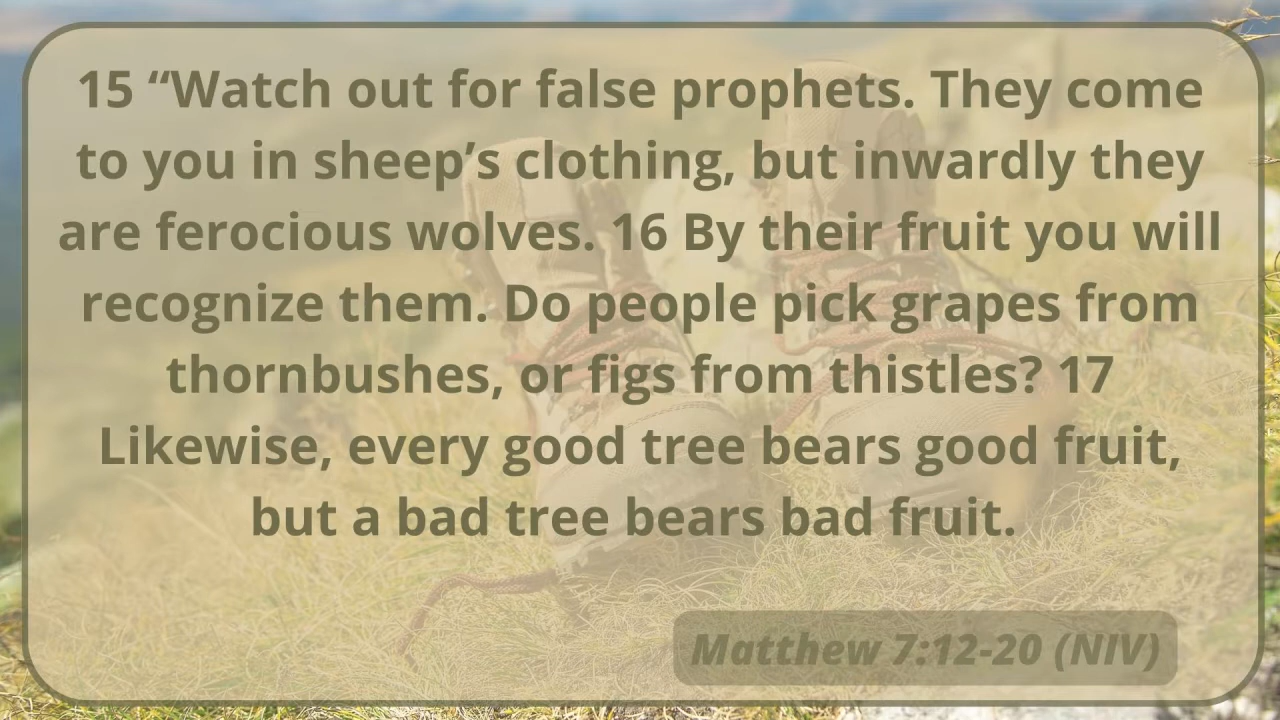 15 “Watch out for false prophets. They come
to you in sheep’s clothing, but inwardly they
are ferocious wolves. 16 By their fruit you will
recognize them. Do people pick grapes from
thornbushes, or figs from thistles? 17
Likewise, every good tree bears good fruit,
but a bad tree bears bad fruit.
Matthew 7:12-20 (NIV)